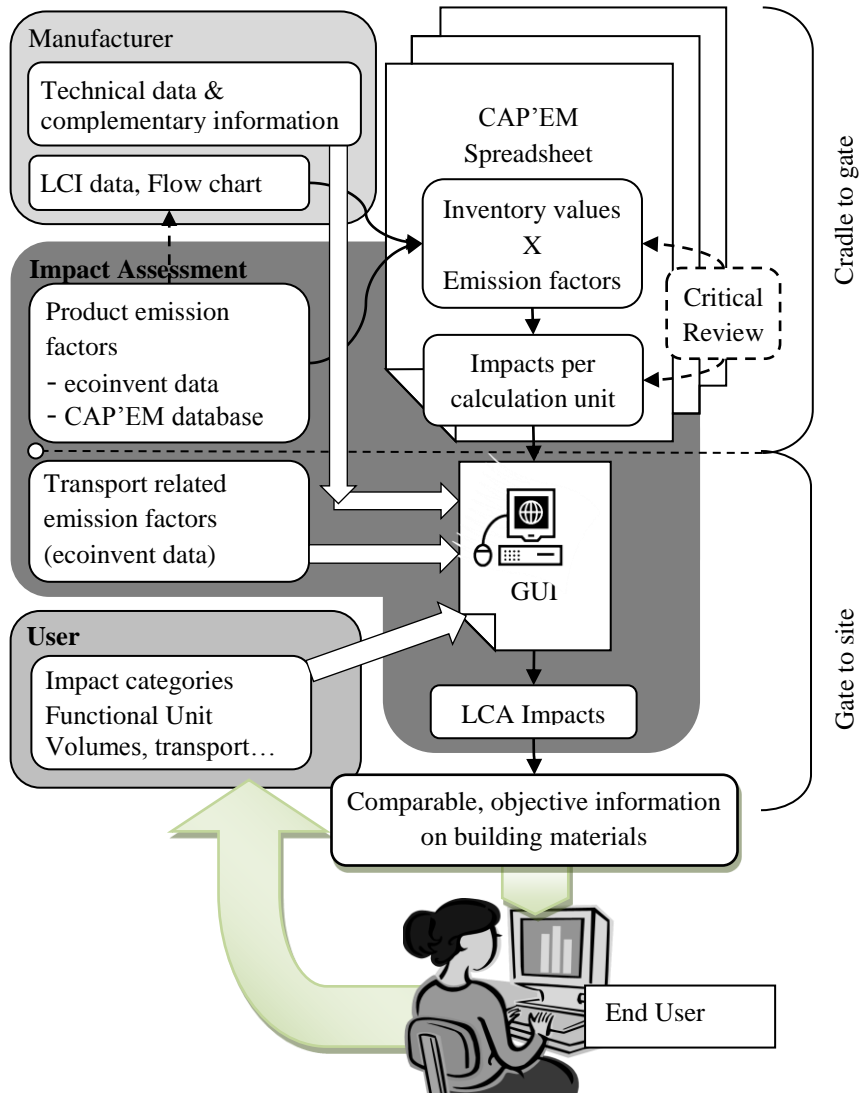 Manufacturer
Technical data &
complementary information
LCI data, Flow chart
Impact Assessment
Product emission
factors
- ecoinvent data
- CAP’EM database
Transport related
emission factors
(ecoinvent data)
User
Impact categories
Functional Unit
Volumes, transport…
CAP’EM
Spreadsheet
Inventory values
X
Emission factors
Impacts per
calculation unit
Critical
Review
GUI
LCA Impacts
Comparable, objective information
on building materials
End User
Cradle to gate
Gate to site